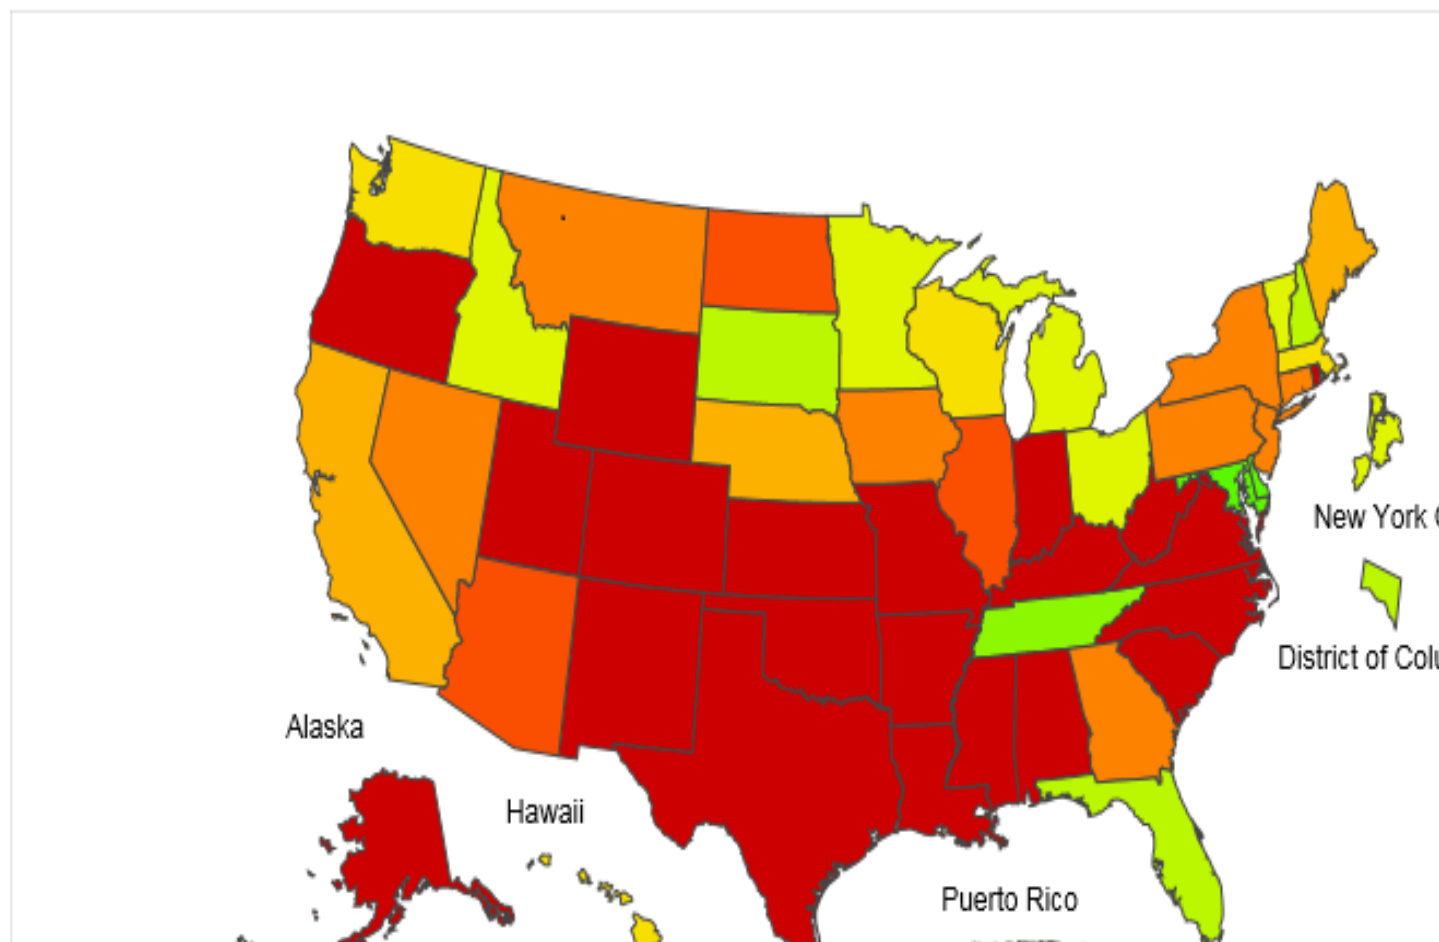 New York
District of
Alaska
Hawaii
Puerto Rico